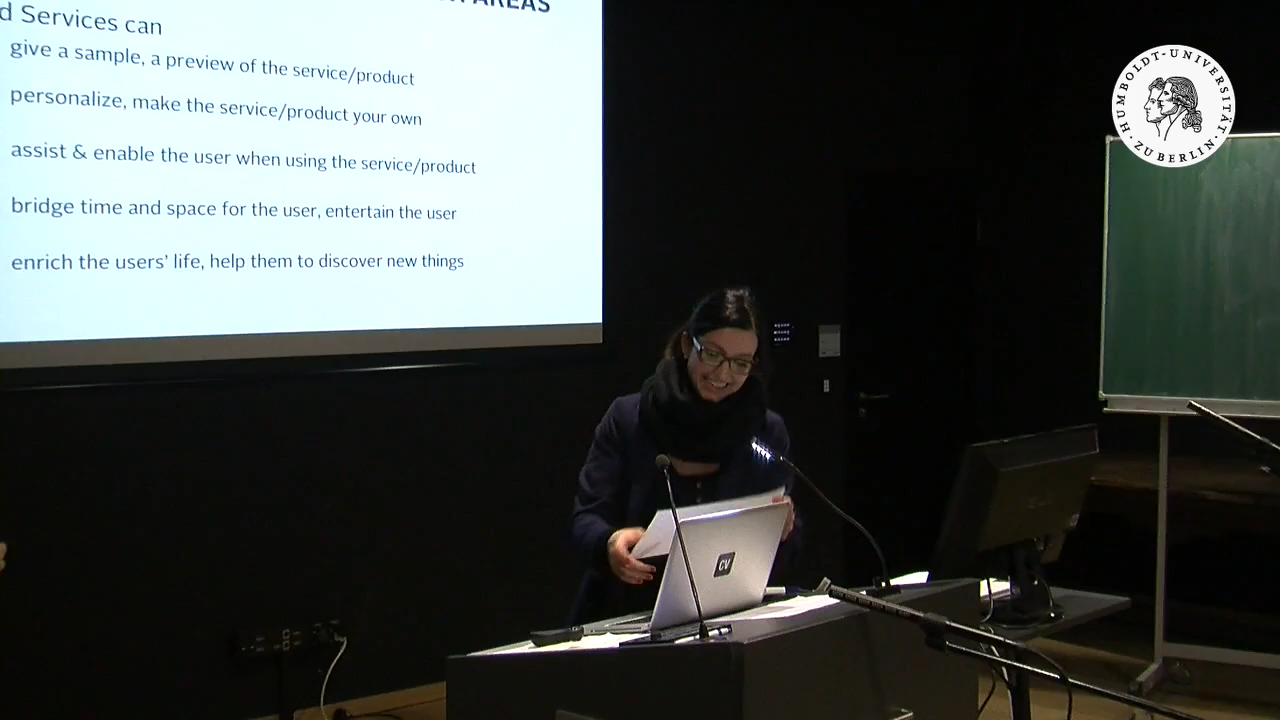 AREAS
d Services can
give a sample, a preview of the service/product
personalize, make the service/product your own
assist & enable the user when using the service/product
bridge time and space for the user, entertain the user
enrich the users' life, help them to discover new things
HUMBOLDT-UNIVERSITÄT
ZU BERLIN
CV